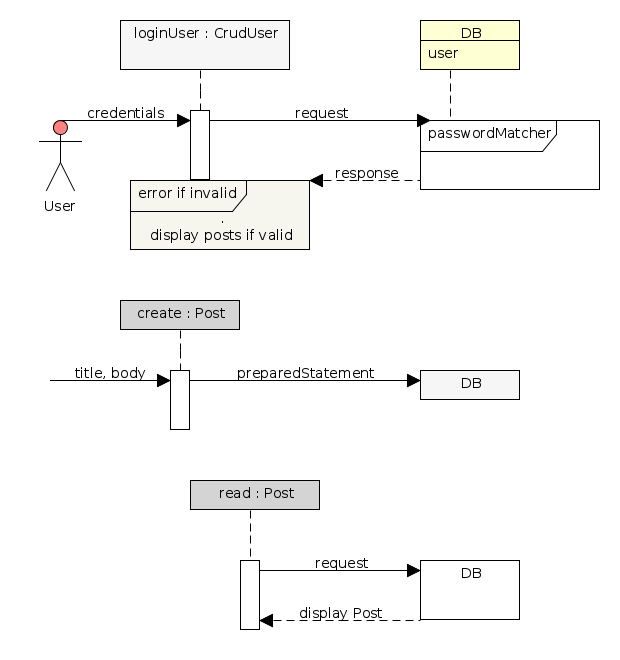 loginUser : CrudUser
DB
user
credentials
request
passwordMatcher
response
User
error if invalid
.
display posts if valid
create : Post
title, body
preparedStatement
DB
read : Post
request
DB
display Post